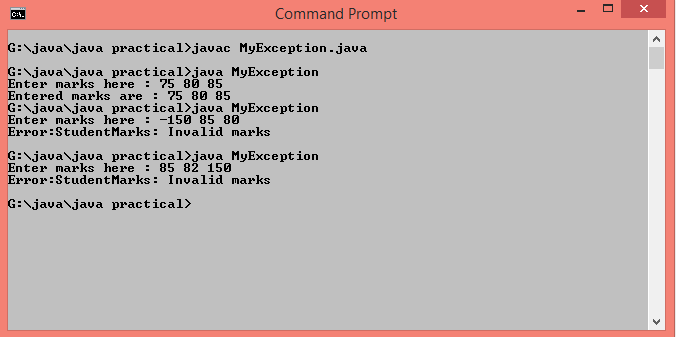 Command Prompt
G:\java\java practical>javac MyException.java
G:\java\java practical>java MyException
Enter marks here : 75 80 85
Entered marks are : 75 80 85
G:\java\java practical>java MyException
Enter marks here : -150 85 80
Error:StudentMarks: Invalid marks
G:\java\java practical>java MyException
Enter marks here : 85 82 150
Error:StudentMarks: Invalid marks
G:\java\java practical>